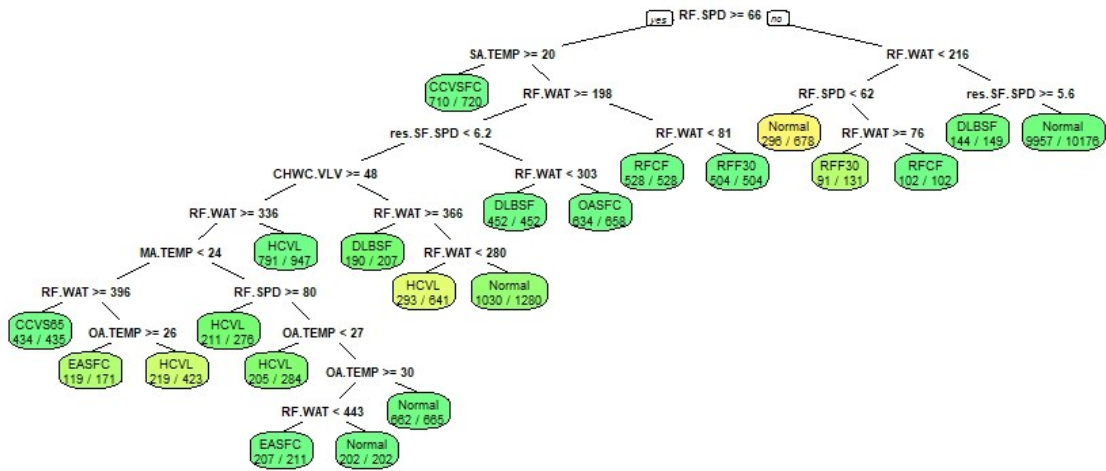 yes RF.SPD >= 66 no
SA.TEMP >= 20
RF.WAT < 216
CCVSFC
710 / 720
RF.WAT >= 198
RF.SPD < 62
res.SF.SPD >= 5.6
res.SF.SPD < 6.2
RF.WAT < 81
Normal
296 / 678
RF.WAT >= 76
DLBSF
144 / 149
Normal
9957 / 10176
CHWC.VLV >= 48
RF.WAT < 303
RFCF
528 / 528
RFF30
504 / 504
RFF30
91 / 131
RFCF
102 / 102
RF.WAT >= 336
RF.WAT >= 366
DLBSF
452 / 452
OASFC
634 / 658
MA.TEMP < 24
HCVL
791 / 947
DLBSF
190 / 207
RF.WAT < 280
RF.WAT >= 396
RF.SPD >= 80
HCVL
293 / 641
Normal
1030 / 1280
CCVS65
434 / 435
OA.TEMP >= 26
HCVL
211 / 276
OA.TEMP < 27
EASFC
119 / 171
HCVL
219 / 423
HCVL
205 / 284
OA.TEMP >= 30
RF.WAT < 443
Normal
662 / 665
EASFC
207 / 211
Normal
202 / 202